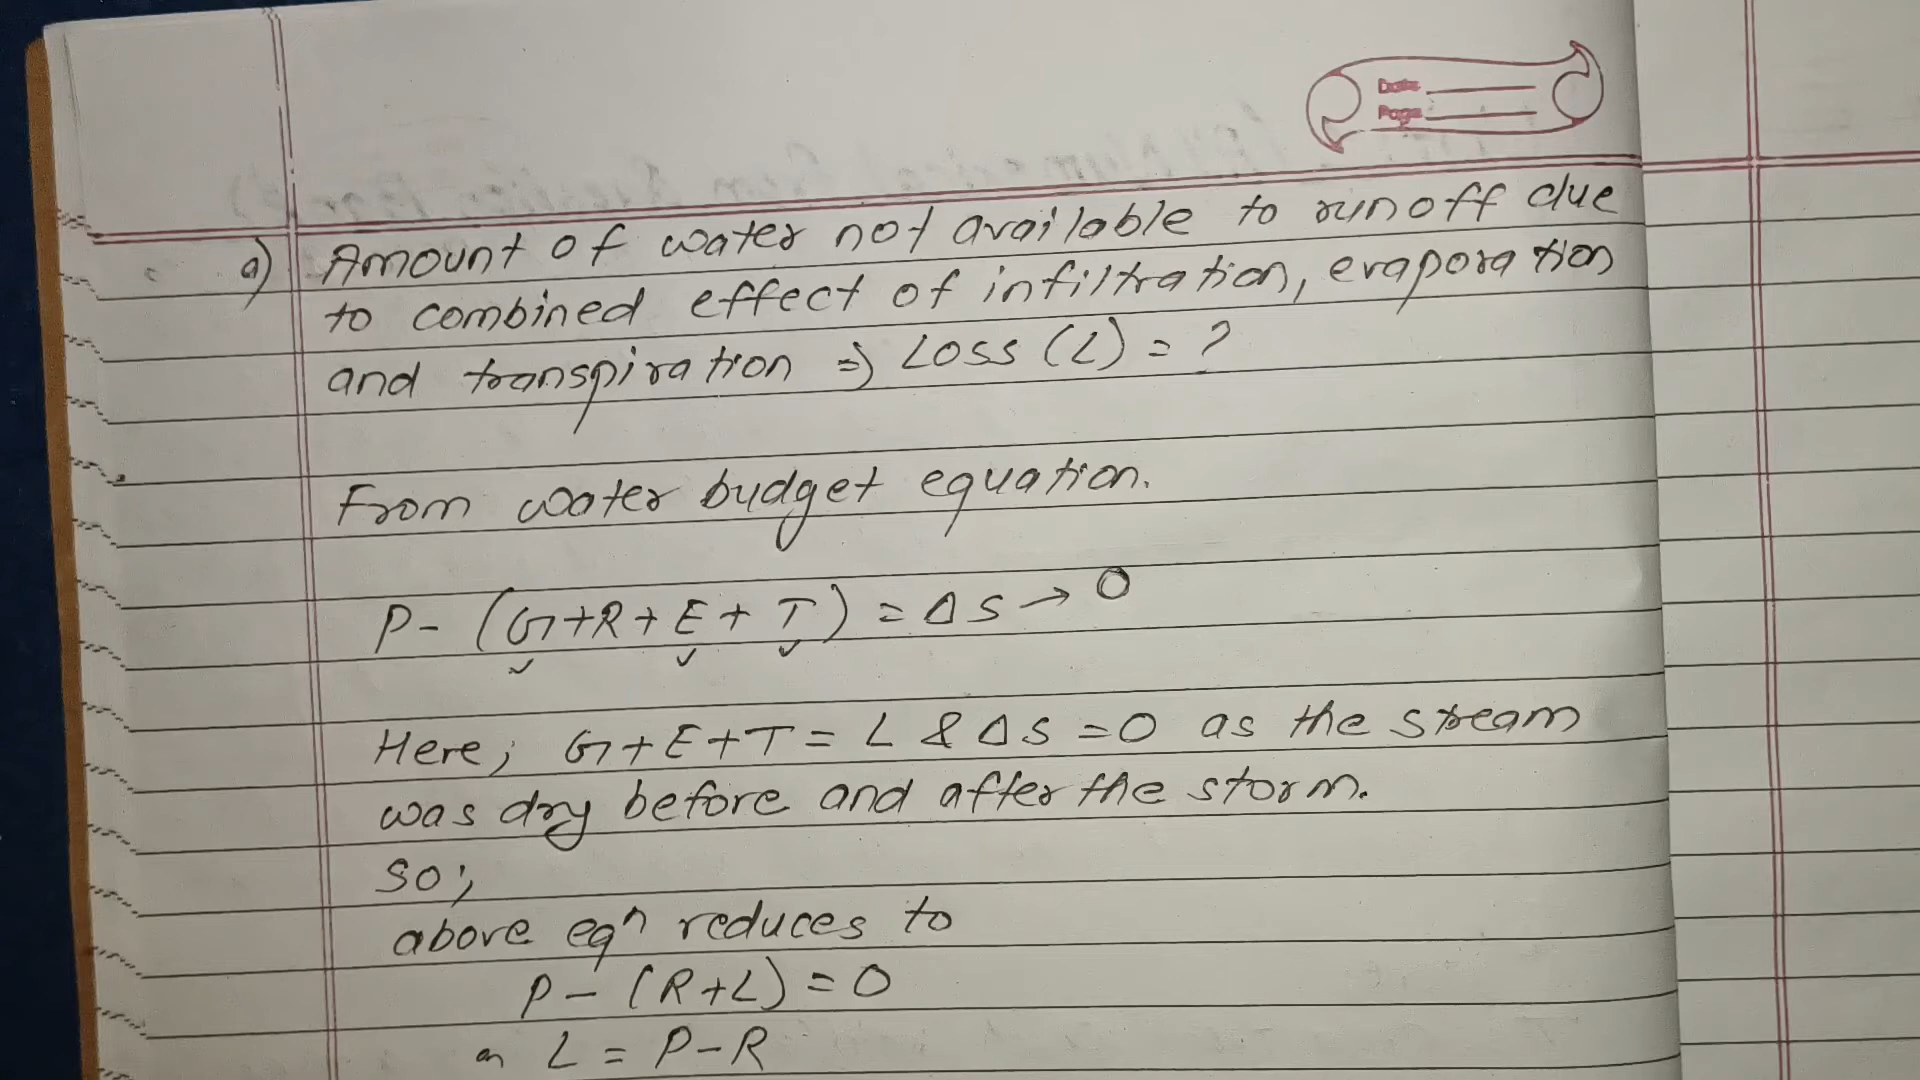 Date
Page
a) Amount of water not available to runoff due
to combined effect of infiltration, evaporation
and transpiration ⇒ Loss (L) = ?
From water budget equation.
P - (G+R+E+T) = ΔS → 0
Here; G+E+T = L & ΔS = 0 as the stream
was dry before and after the storm.
so;
above eqⁿ reduces to
P - (R+L) = 0
L = P-R